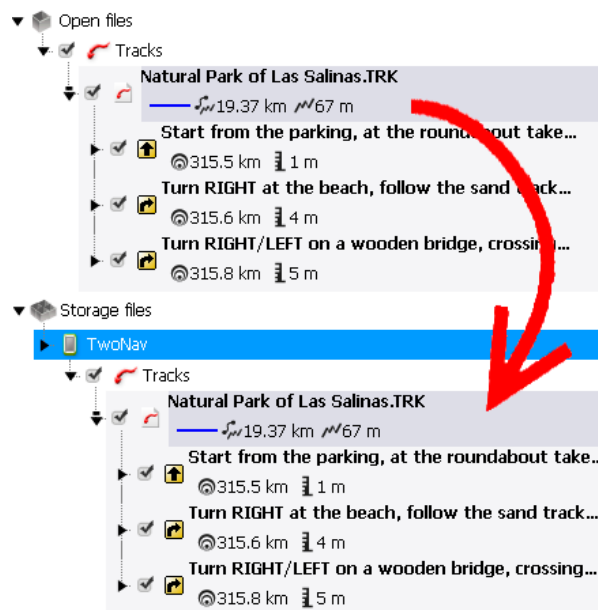 Open files
Tracks
Natural Park of Las Salinas.TRK
19.37 km 67 m
Start from the parking, at the roundabout take...
315.5 km 1 m
Turn RIGHT at the beach, follow the sand track...
315.6 km 4 m
Turn RIGHT/LEFT on a wooden bridge, crossing...
315.8 km 5 m
Storage files
TwoNav
Tracks
Natural Park of Las Salinas.TRK
19.37 km 67 m
Start from the parking, at the roundabout take..
315.5 km 1 m
Turn RIGHT at the beach, follow the sand track...
315.6 km 4 m
Turn RIGHT/LEFT on a wooden bridge, crossing...
315.8 km 5 m